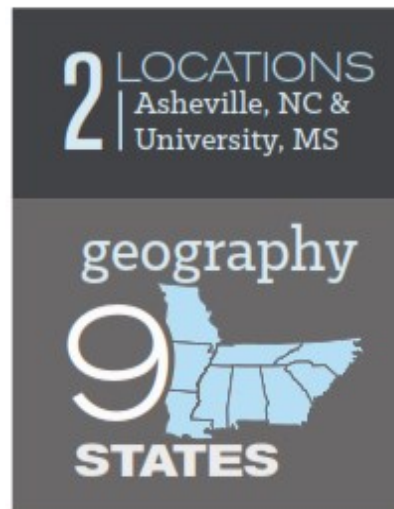 2 LOCATIONS
Asheville, NC &
University, MS
geography
9
STATES